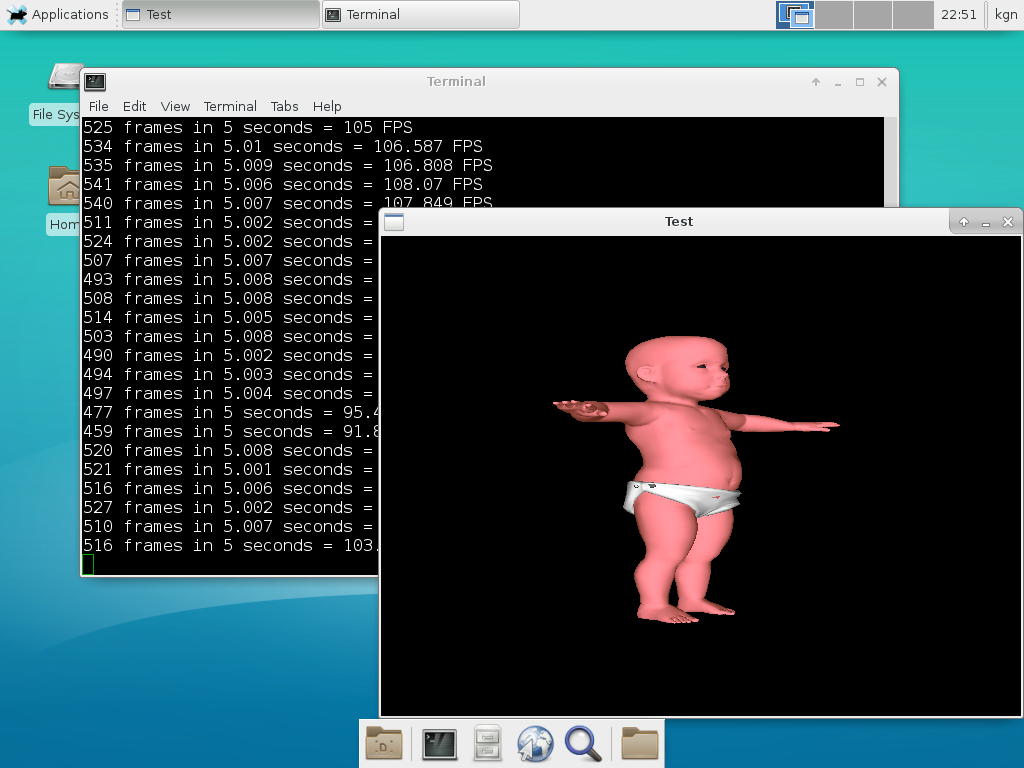 Applications
Test
Terminal
22:51
kgn
File Sys
Hom
Terminal
File Edit View Terminal Tabs Help
525 frames in 5 seconds = 105 FPS
534 frames in 5.01 seconds = 106.587 FPS
535 frames in 5.009 seconds = 106.808 FPS
541 frames in 5.006 seconds = 108.07 FPS
540 frames in 5.007 seconds = 107.849 FPS
511 frames in 5.002 seconds =
524 frames in 5.002 seconds =
507 frames in 5.007 seconds =
493 frames in 5.008 seconds =
508 frames in 5.008 seconds =
514 frames in 5.005 seconds =
503 frames in 5.008 seconds =
490 frames in 5.002 seconds =
494 frames in 5.003 seconds =
497 frames in 5.004 seconds =
477 frames in 5 seconds = 95.4
459 frames in 5 seconds = 91.8
520 frames in 5.008 seconds =
521 frames in 5.001 seconds =
516 frames in 5.006 seconds =
527 frames in 5.002 seconds =
510 frames in 5.007 seconds =
516 frames in 5 seconds = 103.
Test
D